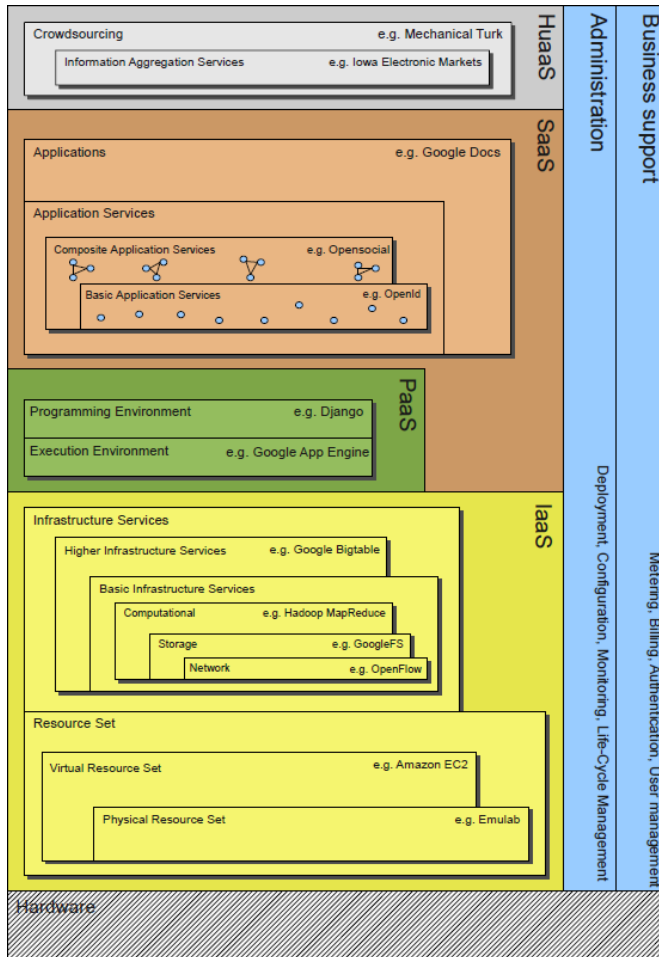 Crowdsourcing e.g. Mechanical Turk
Information Aggregation Services e.g. Iowa Electronic Markets
HuaaS
Applications e.g. Google Docs
Application Services
Composite Application Services e.g. Opensocial
Basic Application Services e.g. OpenId
SaaS
Programming Environment e.g. Django
Execution Environment e.g. Google App Engine
PaaS
Infrastructure Services
Higher Infrastructure Services e.g. Google Bigtable
Basic Infrastructure Services
Computational e.g. Hadoop MapReduce
Storage e.g. GoogleFS
Network e.g. OpenFlow
Resource Set
Virtual Resource Set e.g. Amazon EC2
Physical Resource Set e.g. Emulab
IaaS
Hardware
Administration
Deployment, Configuration, Monitoring, Life-Cycle Management
Business support
Metering, Billing, Authentication, User management